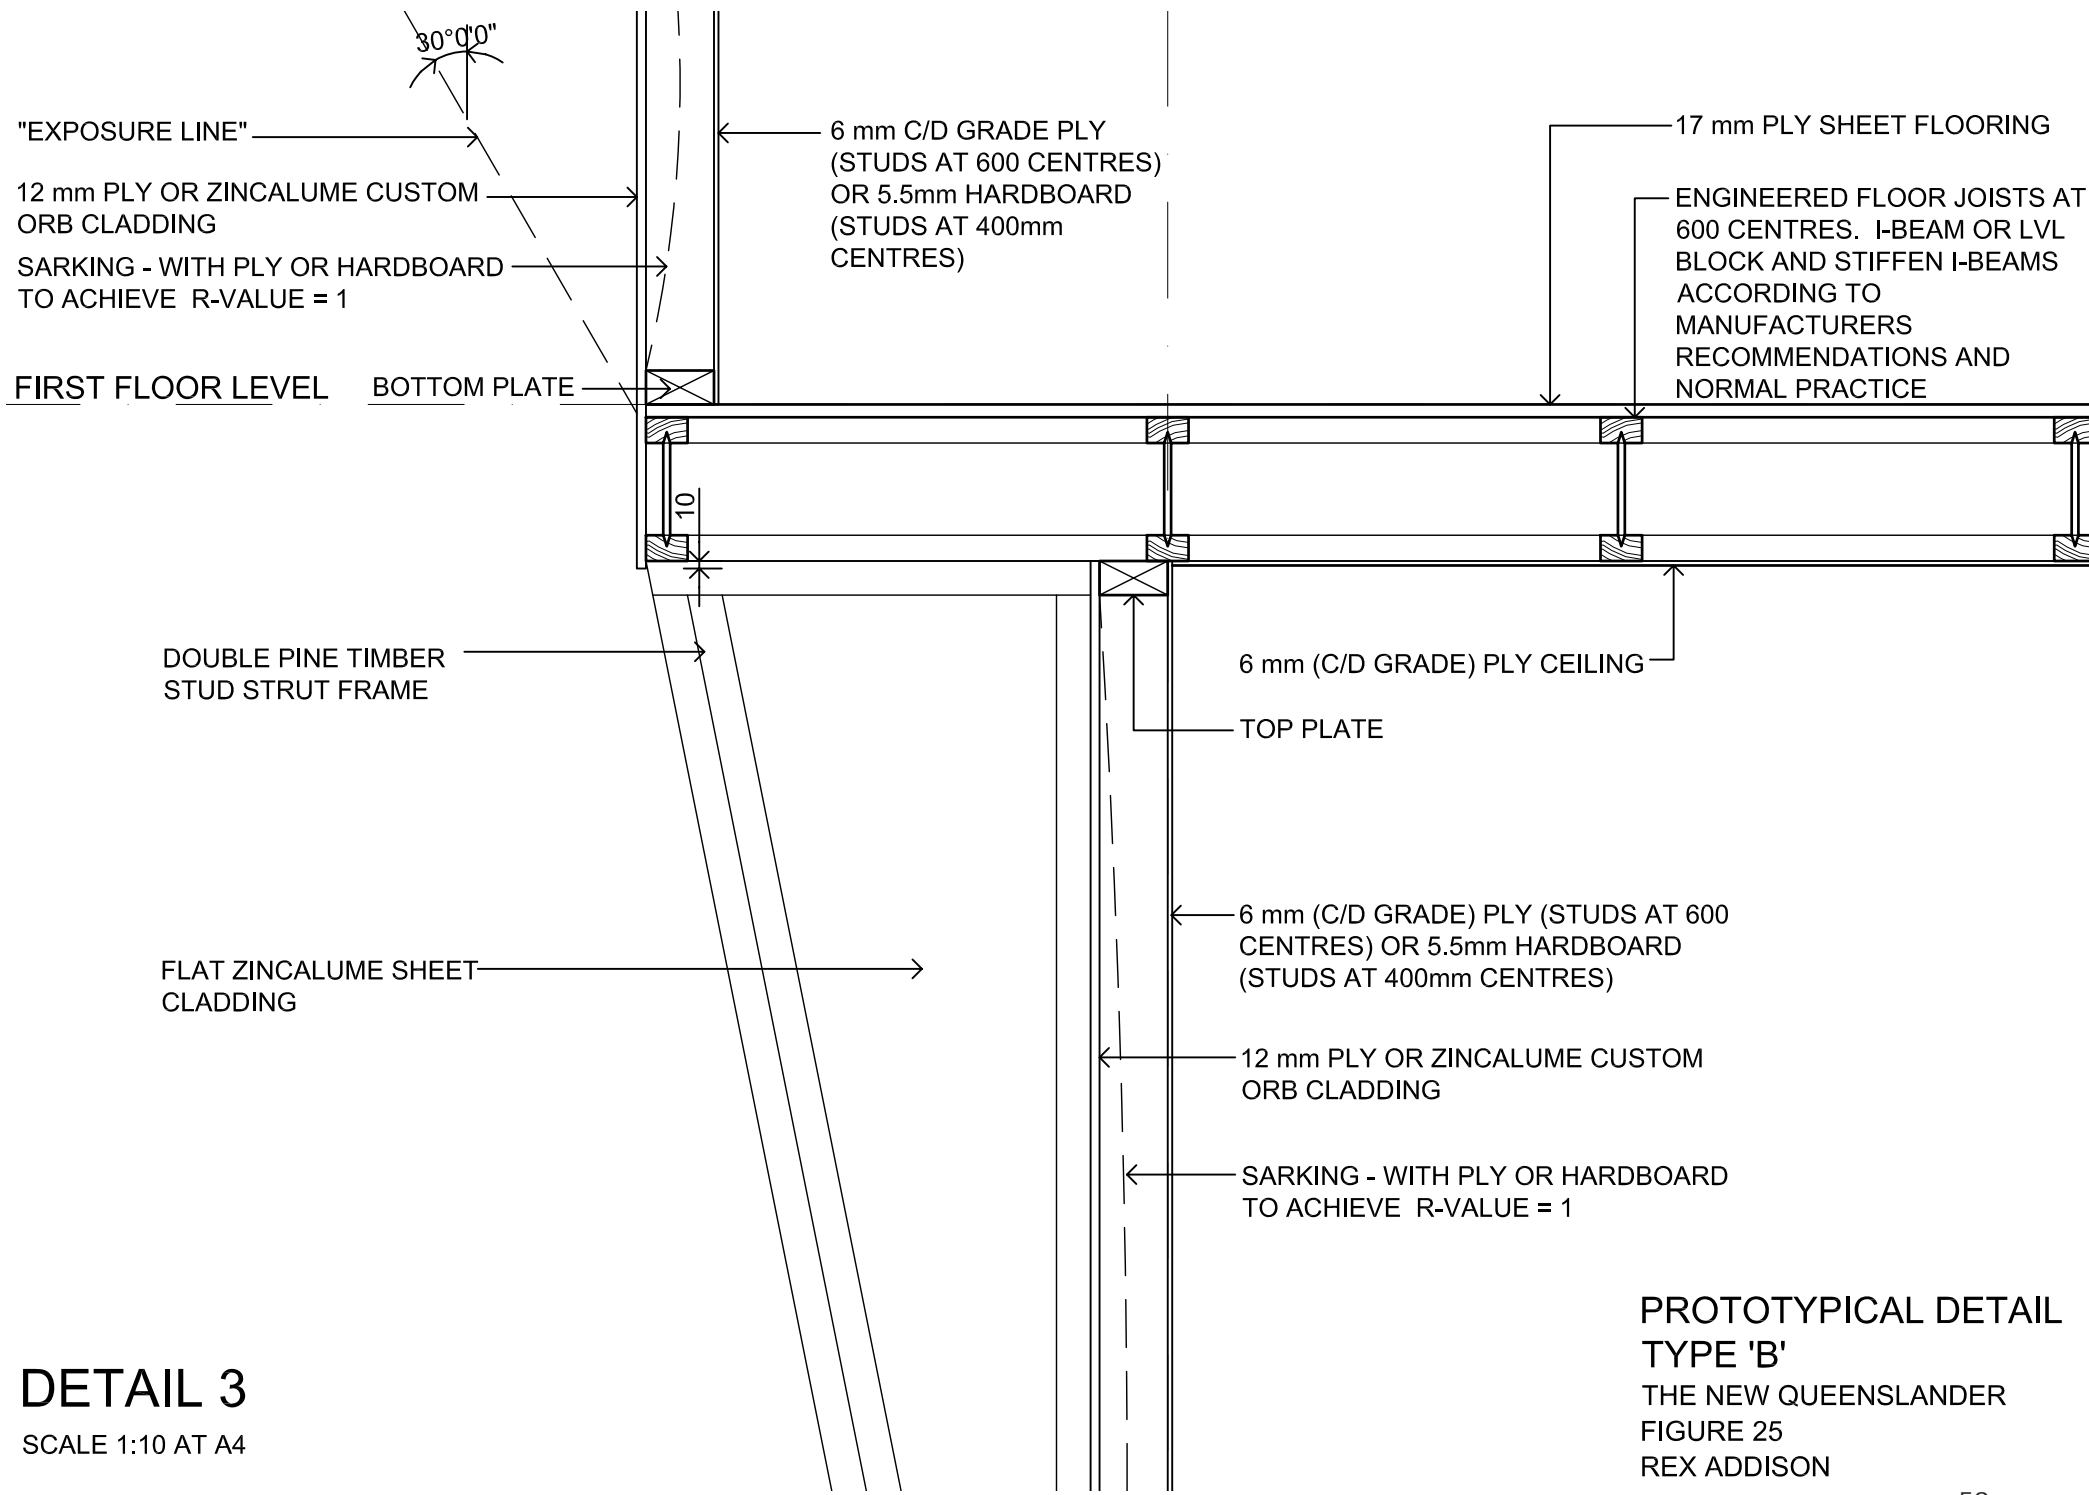 30°0'0"
"EXPOSURE LINE"
12 mm PLY OR ZINCALUME CUSTOM
ORB CLADDING
SARKING - WITH PLY OR HARDBOARD
TO ACHIEVE R-VALUE = 1
FIRST FLOOR LEVEL
BOTTOM PLATE
6 mm C/D GRADE PLY
(STUDS AT 600 CENTRES)
OR 5.5mm HARDBOARD
(STUDS AT 400mm
CENTRES)
17 mm PLY SHEET FLOORING
ENGINEERED FLOOR JOISTS AT
600 CENTRES. I-BEAM OR LVL
BLOCK AND STIFFEN I-BEAMS
ACCORDING TO
MANUFACTURERS
RECOMMENDATIONS AND
NORMAL PRACTICE
10
DOUBLE PINE TIMBER
STUD STRUT FRAME
6 mm (C/D GRADE) PLY CEILING
TOP PLATE
FLAT ZINCALUME SHEET
CLADDING
6 mm (C/D GRADE) PLY (STUDS AT 600
CENTRES) OR 5.5mm HARDBOARD
(STUDS AT 400mm CENTRES)
12 mm PLY OR ZINCALUME CUSTOM
ORB CLADDING
SARKING - WITH PLY OR HARDBOARD
TO ACHIEVE R-VALUE = 1
DETAIL 3
SCALE 1:10 AT A4
PROTOTYPICAL DETAIL
TYPE 'B'
THE NEW QUEENSLANDER
FIGURE 25
REX ADDISON